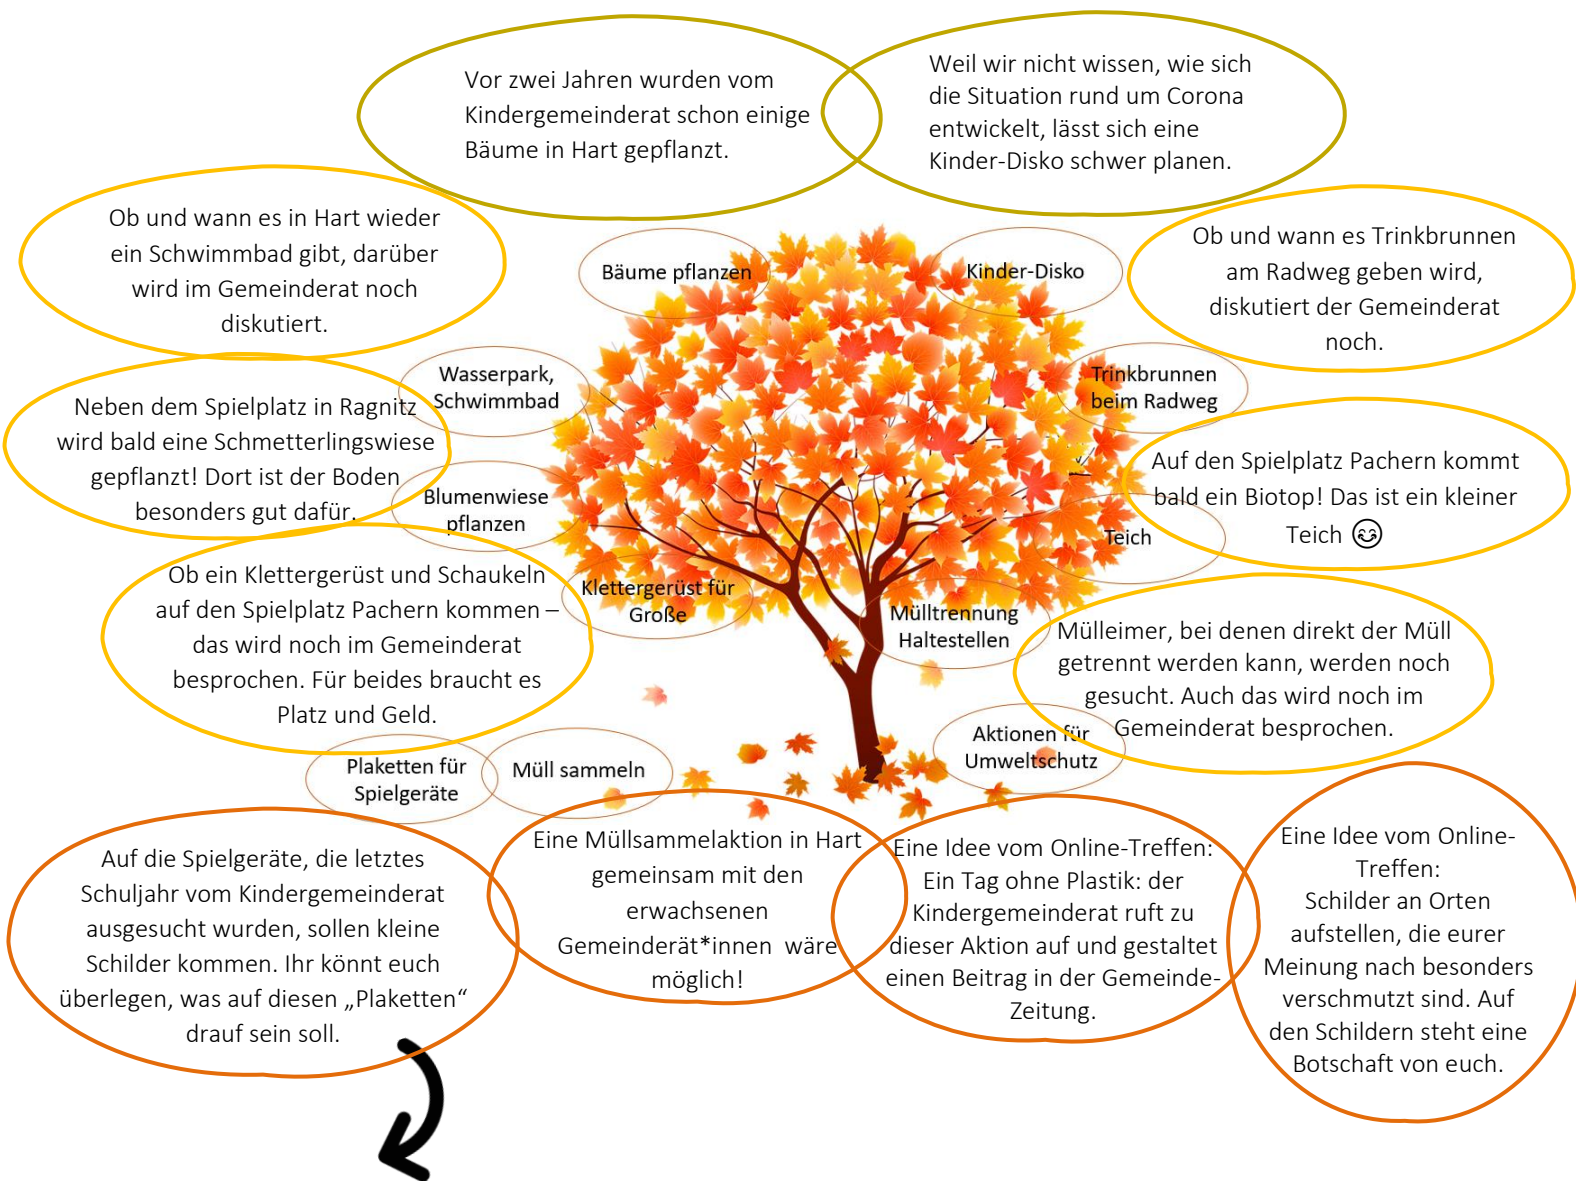 Vor zwei Jahren wurden vom
Kindergemeinderat schon einige
Bäume in Hart gepflanzt.
Weil wir nicht wissen, wie sich
die Situation rund um Corona
entwickelt, lässt sich eine
Kinder-Disko schwer planen.
Ob und wann es in Hart wieder
ein Schwimmbad gibt, darüber
wird im Gemeinderat noch
diskutiert.
Bäume pflanzen
Kinder-Disko
Ob und wann es Trinkbrunnen
am Radweg geben wird,
diskutiert der Gemeinderat
noch.
Wasserpark,
Schwimmbad
Trinkbrunnen
beim Radweg
Neben dem Spielplatz in Ragnitz
wird bald eine Schmetterlingswiese
gepflanzt! Dort ist der Boden
besonders gut dafür.
Blumenwiese
pflanzen
Auf den Spielplatz Pachern kommt
bald ein Biotop! Das ist ein kleiner
Teich 😊
Teich
Ob ein Klettergerüst und Schaukeln
auf den Spielplatz Pachern kommen –
das wird noch im Gemeinderat
besprochen. Für beides braucht es
Platz und Geld.
Klettergerüst für
Große
Mülltrennung
Haltestellen
Mülleimer, bei denen direkt der Müll
getrennt werden kann, werden noch
gesucht. Auch das wird noch im
Gemeinderat besprochen.
Plaketten für
Spielgeräte
Müll sammeln
Aktionen für
Umweltschutz
Auf die Spielgeräte, die letztes
Schuljahr vom Kindergemeinderat
ausgesucht wurden, sollen kleine
Schilder kommen. Ihr könnt euch
überlegen, was auf diesen „Plaketten“
drauf sein soll.
Eine Müllsammelaktion in Hart
gemeinsam mit den
erwachsenen
Gemeinderät*innen wäre
möglich!
Eine Idee vom Online-Treffen:
Ein Tag ohne Plastik: der
Kindergemeinderat ruft zu
dieser Aktion auf und gestaltet
einen Beitrag in der Gemeinde-
Zeitung.
Eine Idee vom Online-
Treffen:
Schilder an Orten
aufstellen, die eurer
Meinung nach besonders
verschmutzt sind. Auf
den Schildern steht eine
Botschaft von euch.